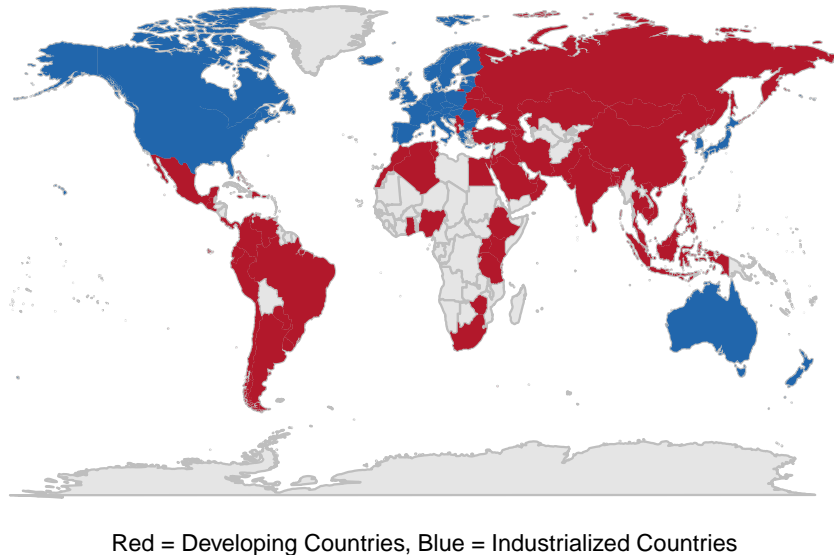 Red = Developing Countries, Blue = Industrialized Countries